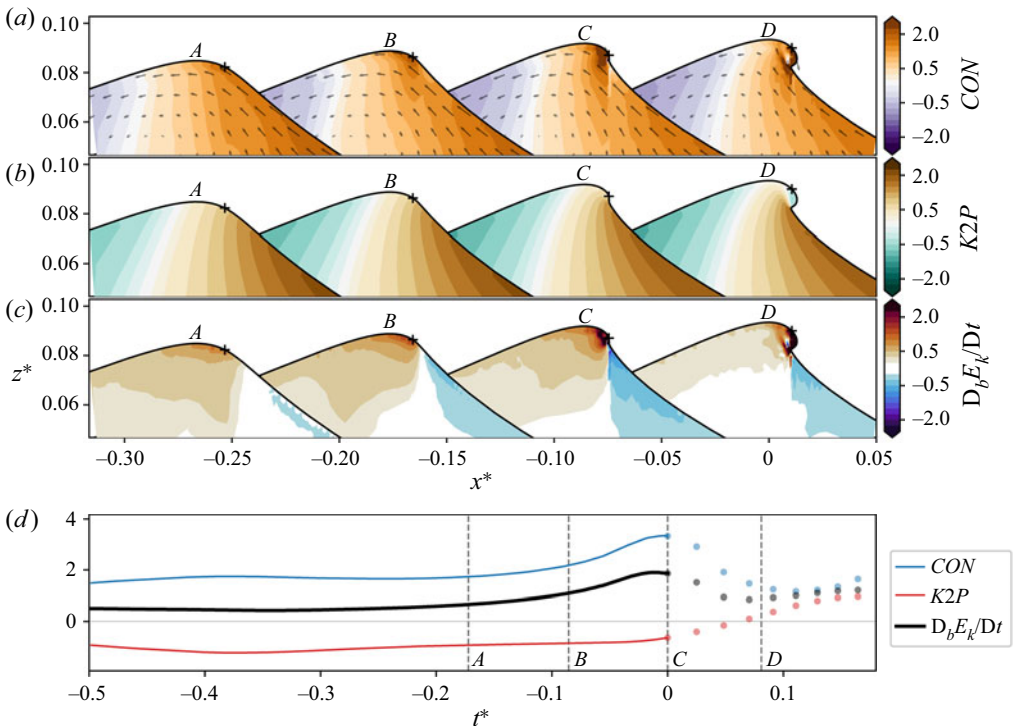 (a)
0.10
0.08
0.06
A
B
C
D
2.0
0.5
−0.5
−2.0
CON
(b)
0.10
0.08
0.06
A
B
C
D
2.0
0.5
−0.5
−2.0
K2P
(c)
0.10
0.08
0.06
z*
A
B
C
D
2.0
0.5
−0.5
−2.0
D_bE_k/Dt
−0.30
−0.25
−0.20
−0.15
−0.10
−0.05
0
0.05
x*
(d)
4
2
0
A
B
C
D
−0.5
−0.4
−0.3
−0.2
−0.1
0
0.1
t*
CON
K2P
D_bE_k/Dt